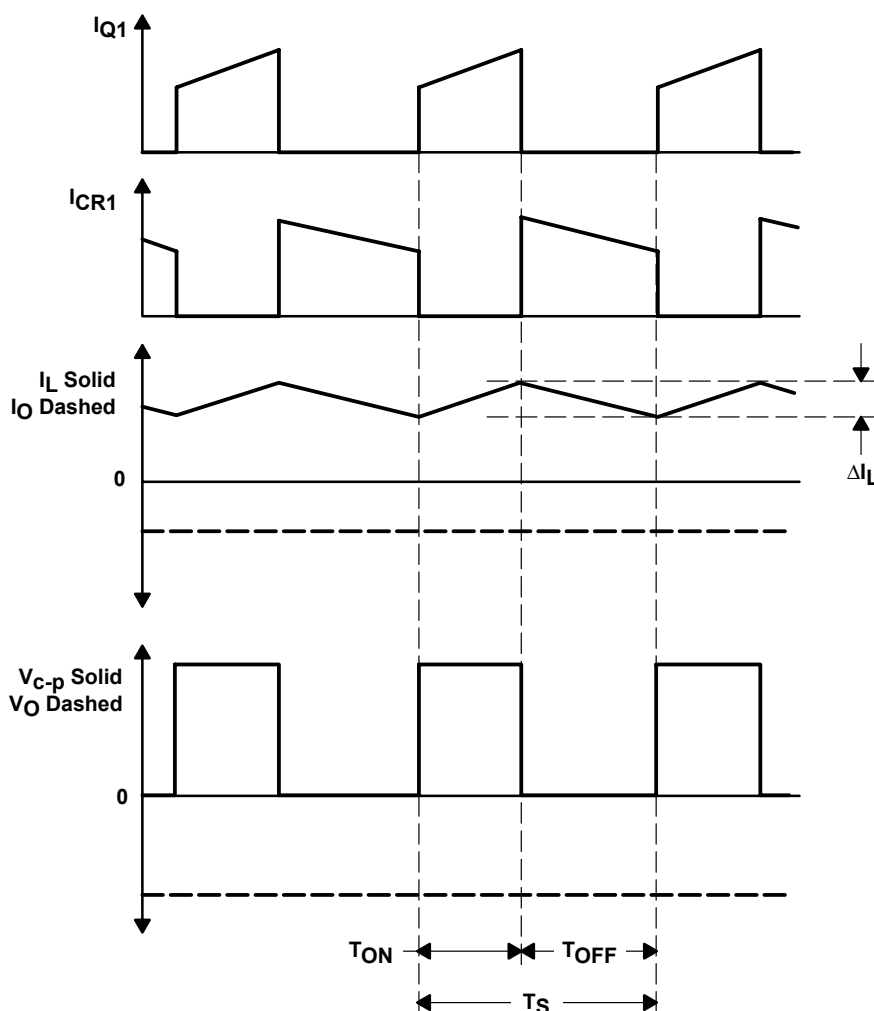 IQ1
ICR1
IL Solid
IO Dashed
0
ΔIL
Vc-p Solid
VO Dashed
0
TON
TOFF
TS